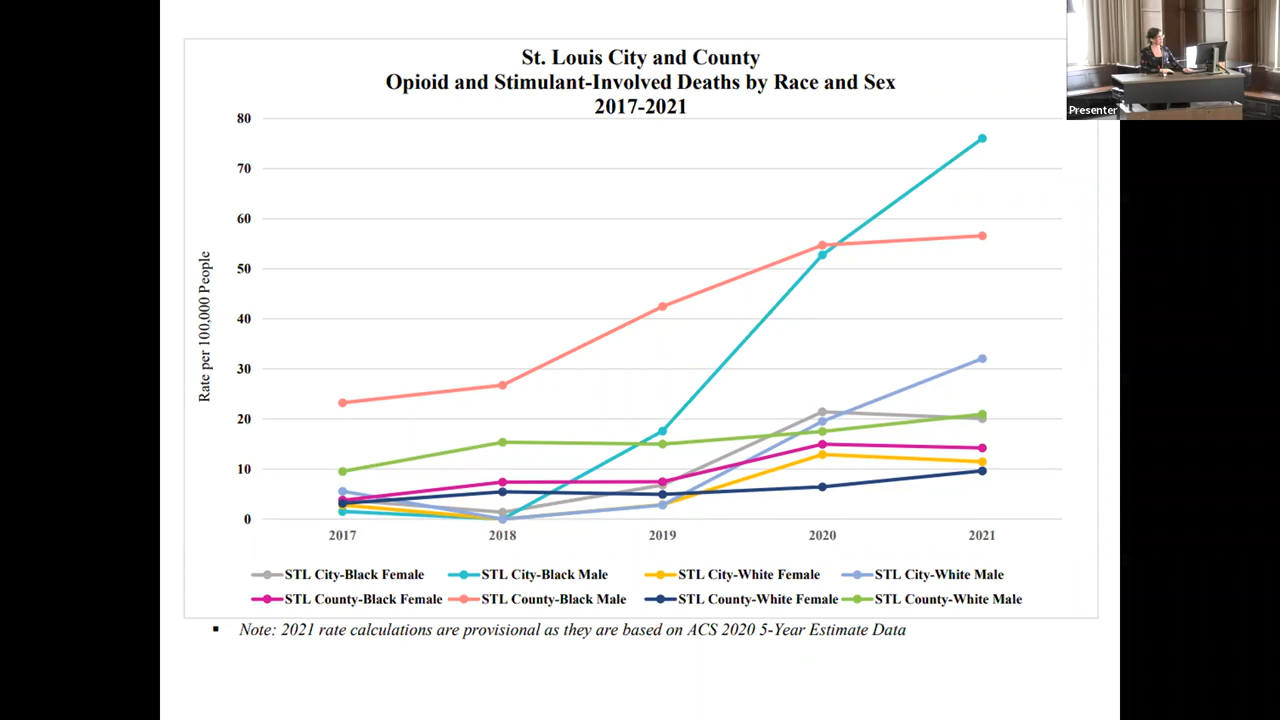 St. Louis City and County
Opioid and Stimulant-Involved Deaths by Race and Sex
2017-2021
Presenter
80
70
60
50
40
30
20
10
0
Rate per 100,000 People
2017 2018 2019 2020 2021
STL City-Black Female STL City-Black Male STL City-White Female STL City-White Male
STL County-Black Female STL County-Black Male STL County-White Female STL County-White Male
▪ Note: 2021 rate calculations are provisional as they are based on ACS 2020 5-Year Estimate Data